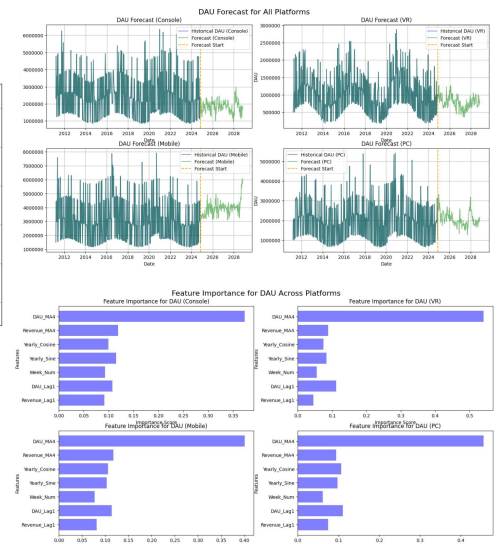 DAU Forecast for All Platforms
DAU Forecast (Console)
6000000
5000000
4000000
3000000
2000000
1000000
Historical DAU (Console)
Forecast (Console)
Forecast Start
2012 2014 2016 2018 2020 2022 2024 2026 2028
Date
DAU Forecast (VR)
DAU
3000000
2500000
2000000
1500000
1000000
500000
Historical DAU (VR)
Forecast (VR)
Forecast Start
2012 2014 2016 2018 2020 2022 2024 2026 2028
Date
DAU Forecast (Mobile)
8000000
7000000
6000000
5000000
4000000
3000000
2000000
1000000
Historical DAU (Mobile)
Forecast (Mobile)
Forecast Start
2012 2014 2016 2018 2020 2022 2024 2026 2028
Date
DAU Forecast (PC)
DAU
5000000
4000000
3000000
2000000
1000000
Historical DAU (PC)
Forecast (PC)
Forecast Start
2012 2014 2016 2018 2020 2022 2024 2026 2028
Date
Feature Importance for DAU Across Platforms
Feature Importance for DAU (Console)
Features
DAU_MA4
Revenue_MA4
Yearly_Cosine
Yearly_Sine
Week_Num
DAU_Lag1
Revenue_Lag1
0.00 0.05 0.10 0.15 0.20 0.25 0.30 0.35
Importance Score
Feature Importance for DAU (VR)
Features
DAU_MA4
Revenue_MA4
Yearly_Cosine
Yearly_Sine
Week_Num
DAU_Lag1
Revenue_Lag1
0.0 0.1 0.2 0.3 0.4 0.5
Importance Score
Feature Importance for DAU (Mobile)
Features
DAU_MA4
Revenue_MA4
Yearly_Cosine
Yearly_Sine
Week_Num
DAU_Lag1
Revenue_Lag1
0.00 0.05 0.10 0.15 0.20 0.25 0.30 0.35 0.40
Feature Importance for DAU (PC)
Features
DAU_MA4
Revenue_MA4
Yearly_Cosine
Yearly_Sine
Week_Num
DAU_Lag1
Revenue_Lag1
0.0 0.1 0.2 0.3 0.4